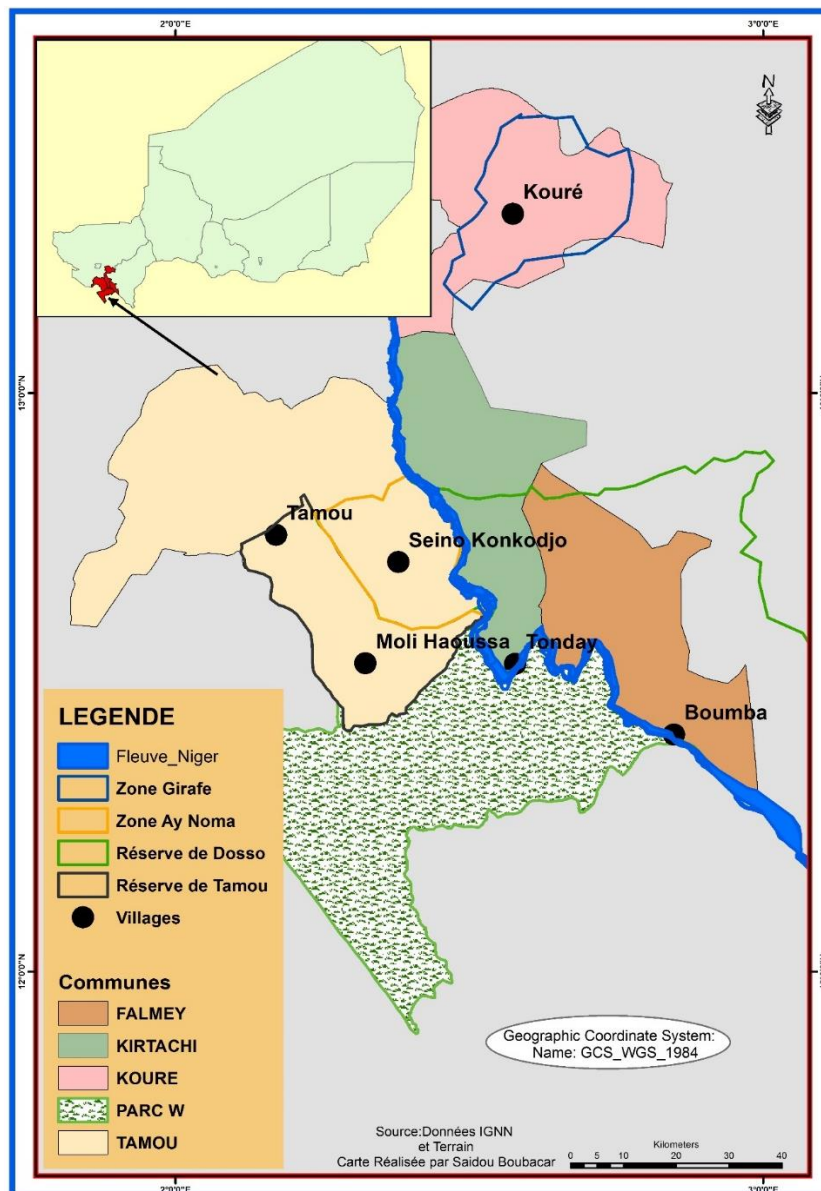 2°0'0"E
3°0'0"E
N
Kouré
13°0'0"N
Tamou
Seino Konkodjo
Moli Haoussa
Tonday
Boumba
LEGENDE
Fleuve_Niger
Zone Girafe
Zone Ay Noma
Réserve de Dosso
Réserve de Tamou
Villages
Communes
FALMEY
KIRTACHI
KOURE
PARC W
TAMOU
12°0'0"N
Geographic Coordinate System:
Name: GCS_WGS_1984
Source:Données IGNN
et Terrain
Carte Réalisée par Saidou Boubacar
Kilometers
0 5 10 20 30 40
2°0'0"E
3°0'0"E